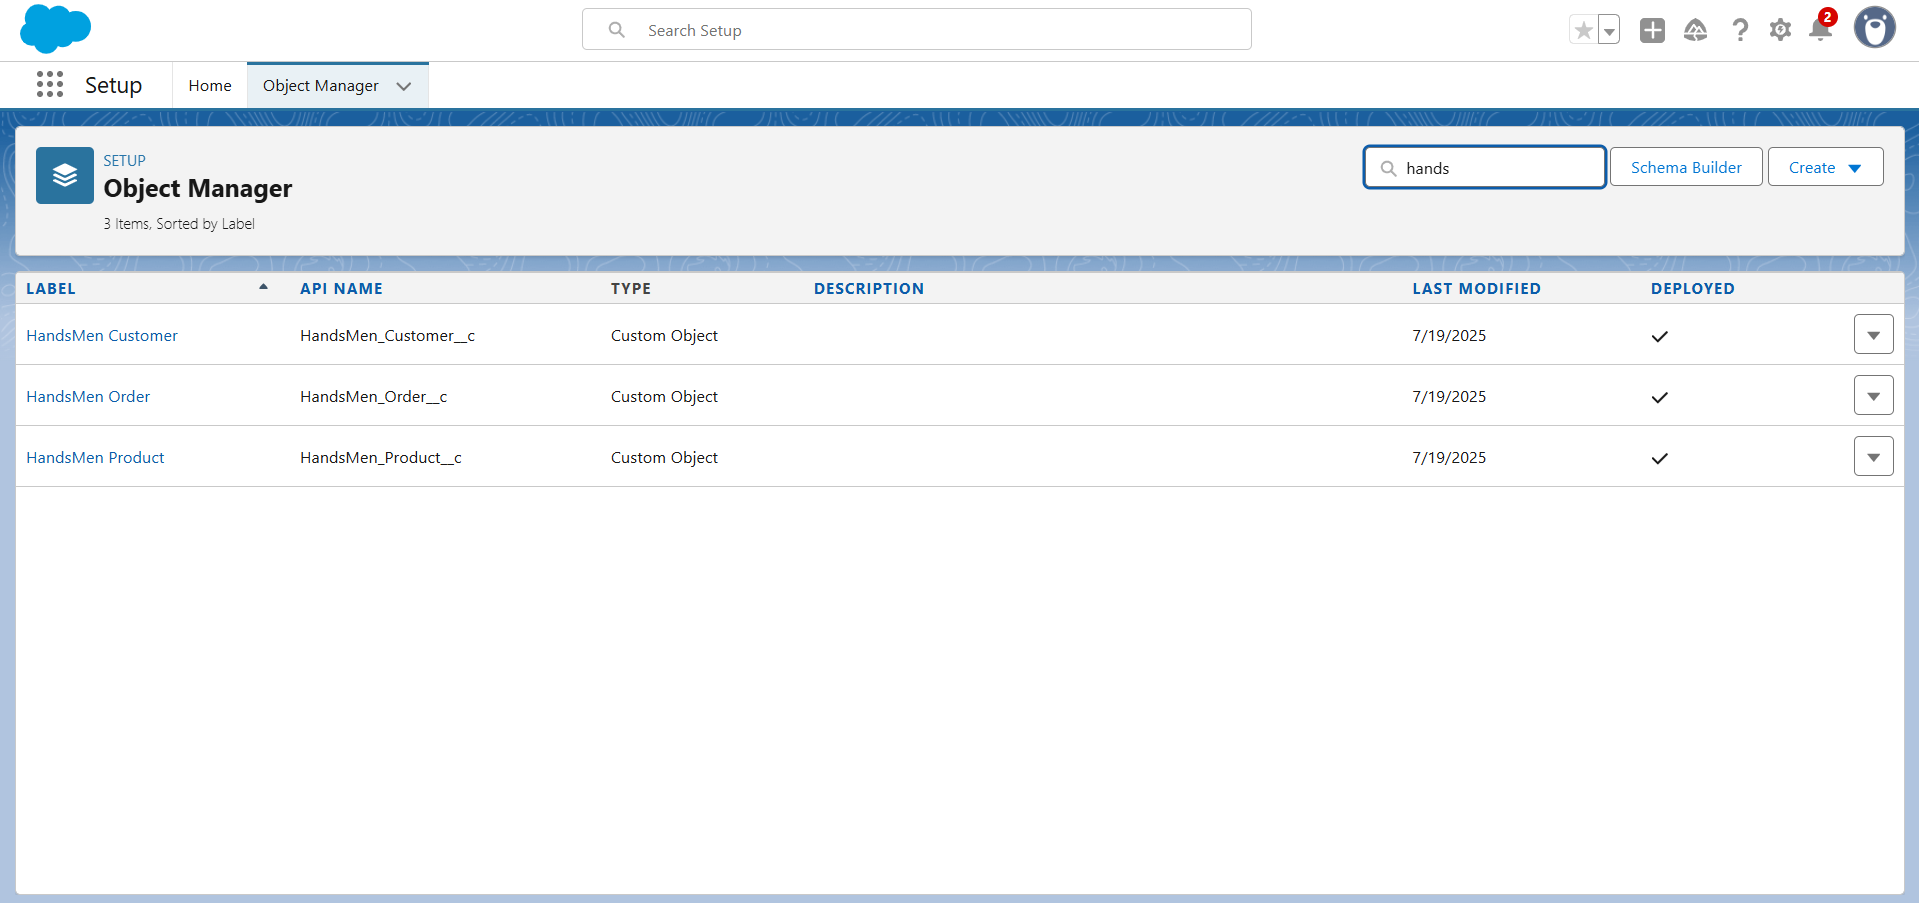 Search Setup
2
Setup
Home
Object Manager
SETUP
Object Manager
3 Items, Sorted by Label
hands
Schema Builder
Create
LABEL API NAME TYPE DESCRIPTION LAST MODIFIED DEPLOYED
HandsMen Customer HandsMen_Customer__c Custom Object 7/19/2025
HandsMen Order HandsMen_Order__c Custom Object 7/19/2025
HandsMen Product HandsMen_Product__c Custom Object 7/19/2025